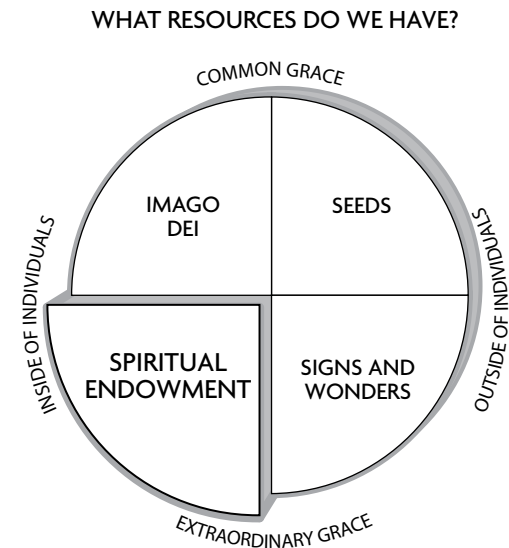 WHAT RESOURCES DO WE HAVE?
COMMON GRACE
IMAGO
DEI
SEEDS
INSIDE OF INDIVIDUALS
OUTSIDE OF INDIVIDUALS
SPIRITUAL
ENDOWMENT
SIGNS AND
WONDERS
EXTRAORDINARY GRACE